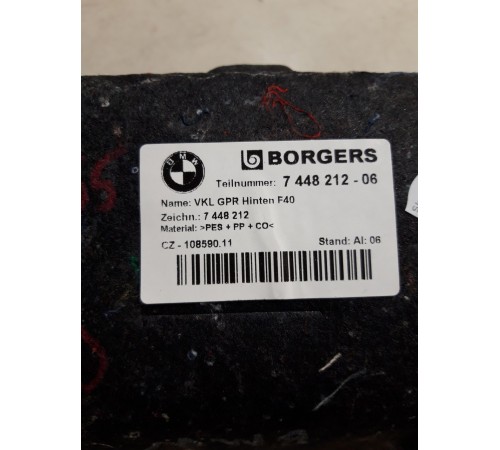 BMW BORGERS
Teilnummer: 7 448 212 - 06
Name: VKL GPR Hinten F40
Zeichn.: 7 448 212
Material: >PES + PP + CO<
CZ - 108590.11 Stand: AI: 06